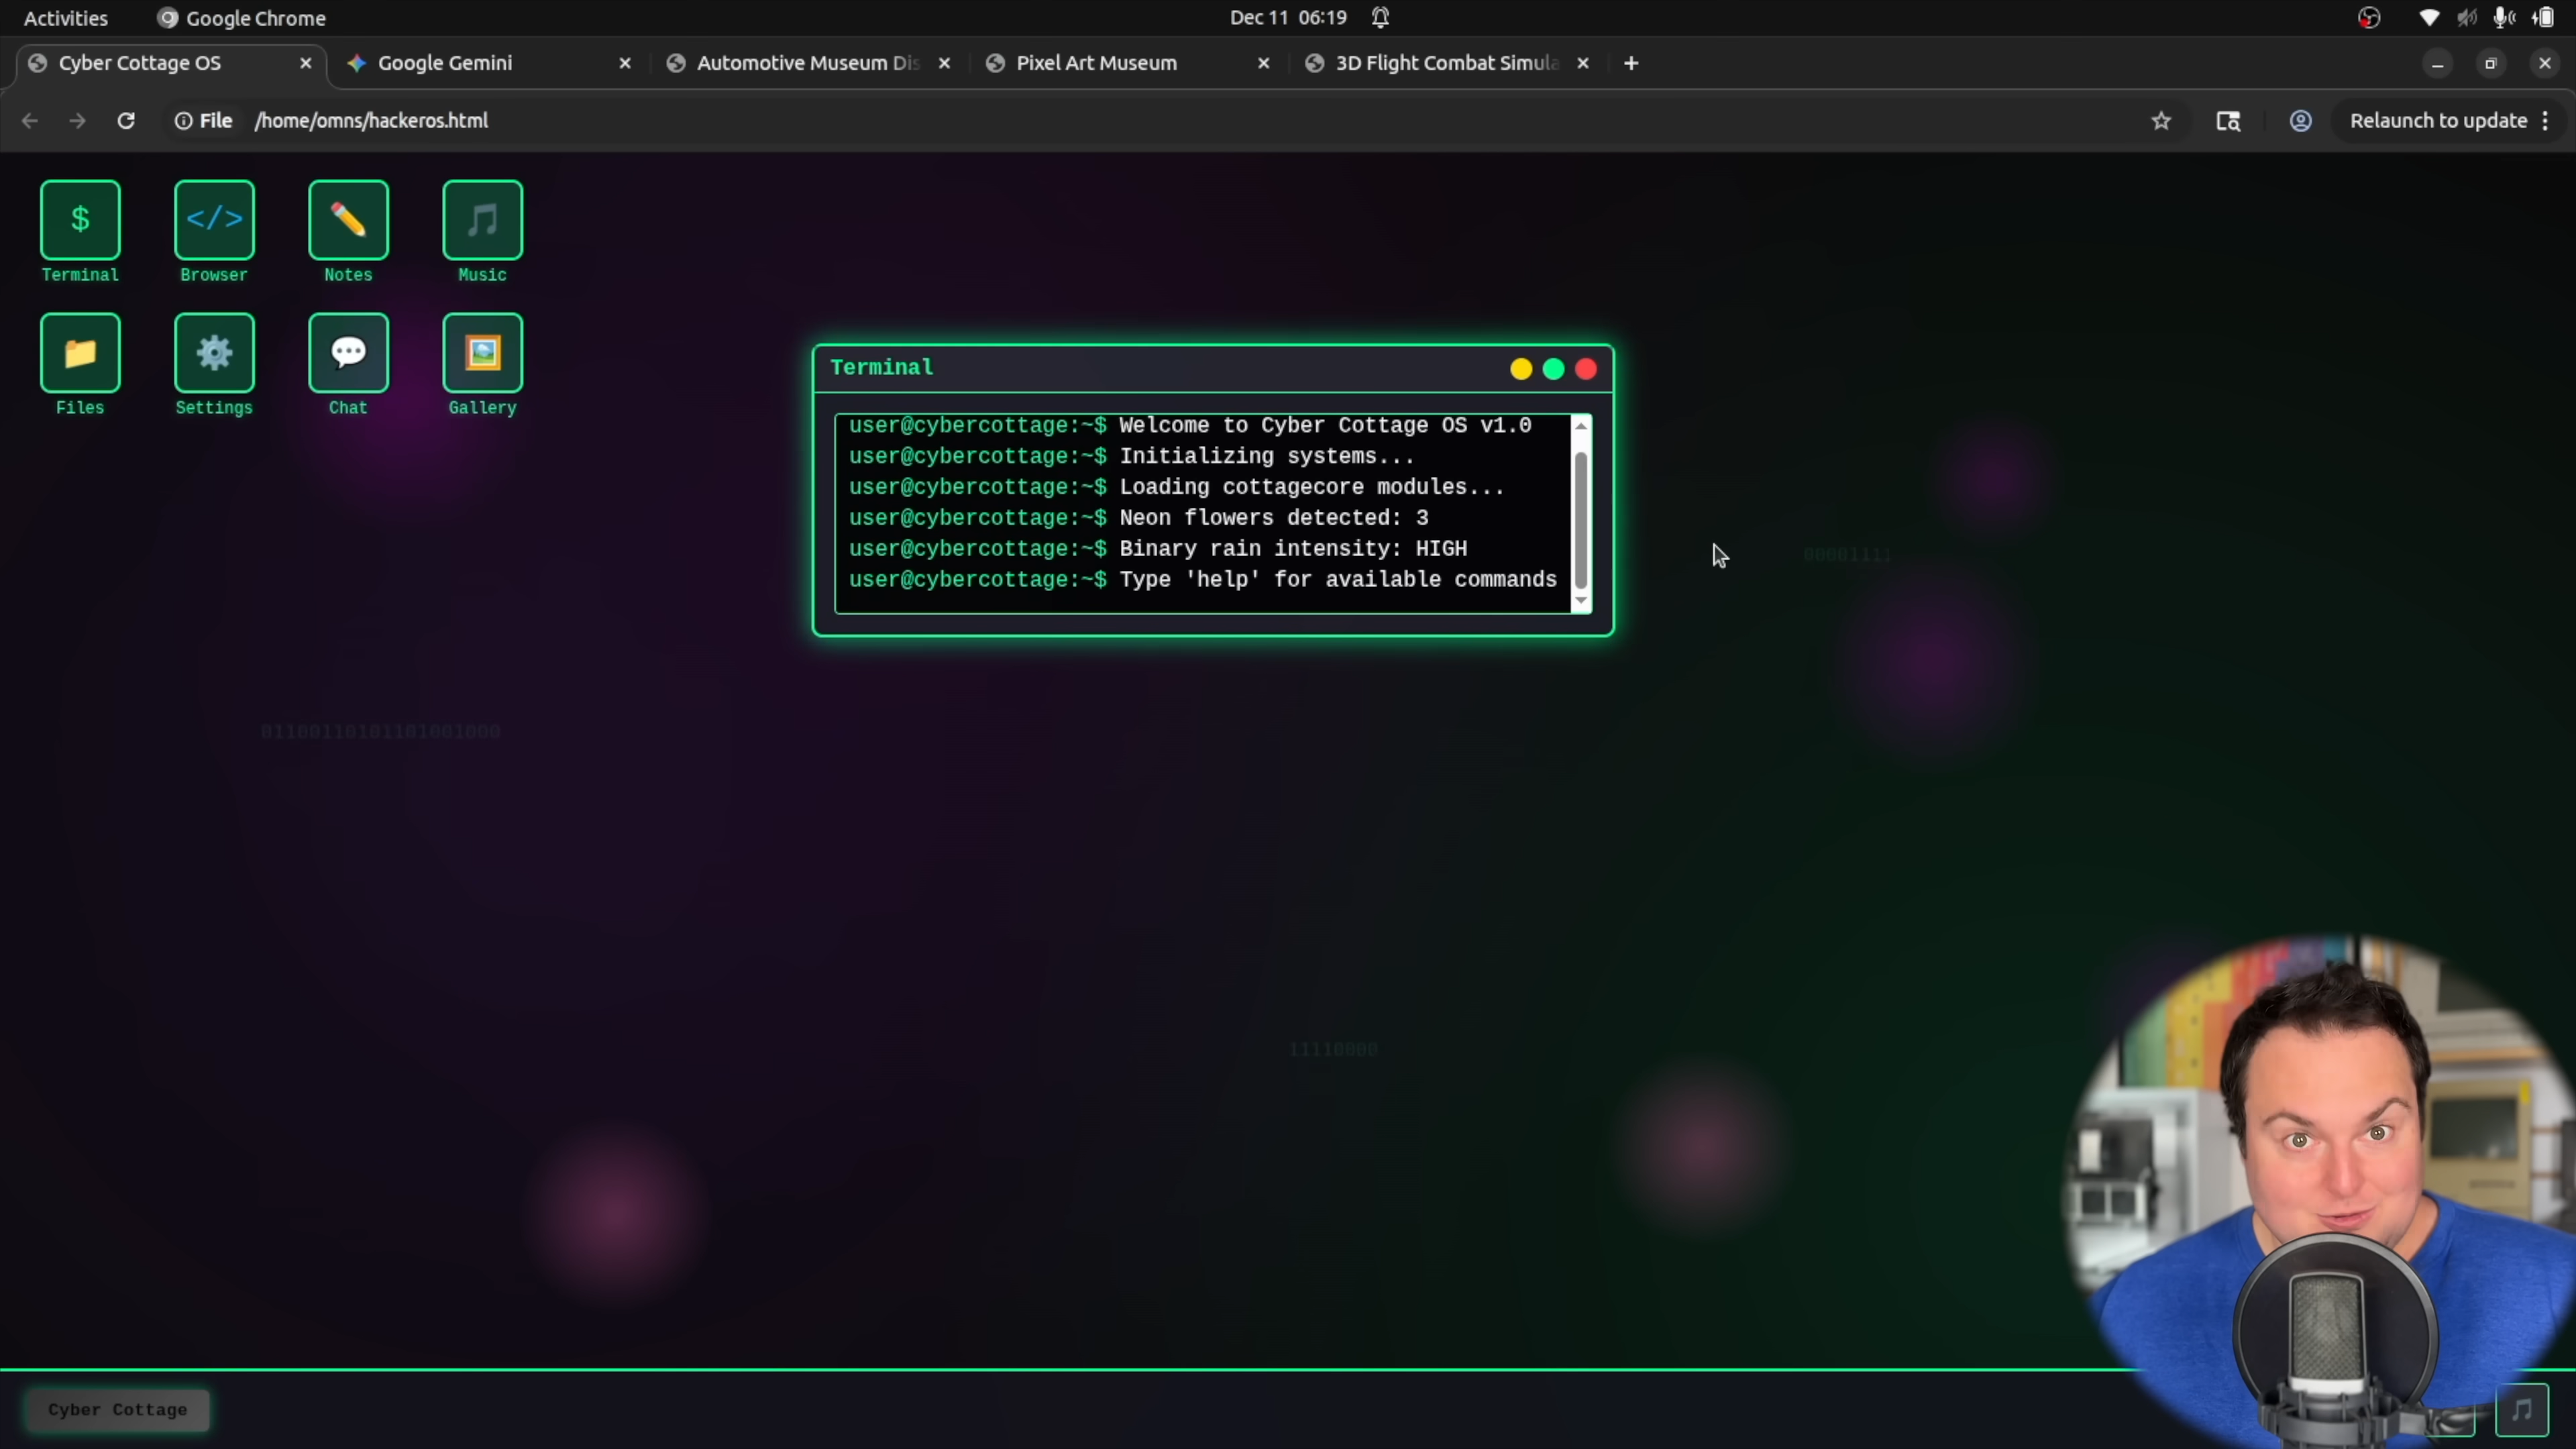 Activities Google Chrome Dec 11 06:19
Cyber Cottage OS Google Gemini Automotive Museum Dis Pixel Art Museum 3D Flight Combat Simula
File /home/omns/hackeros.html Relaunch to update
$ </>
Terminal Browser Notes Music
Files Settings Chat Gallery
Terminal
user@cybercottage:~$ Welcome to Cyber Cottage OS v1.0
user@cybercottage:~$ Initializing systems...
user@cybercottage:~$ Loading cottagecore modules...
user@cybercottage:~$ Neon flowers detected: 3
user@cybercottage:~$ Binary rain intensity: HIGH
user@cybercottage:~$ Type 'help' for available commands
00001111
11110000
Cyber Cottage